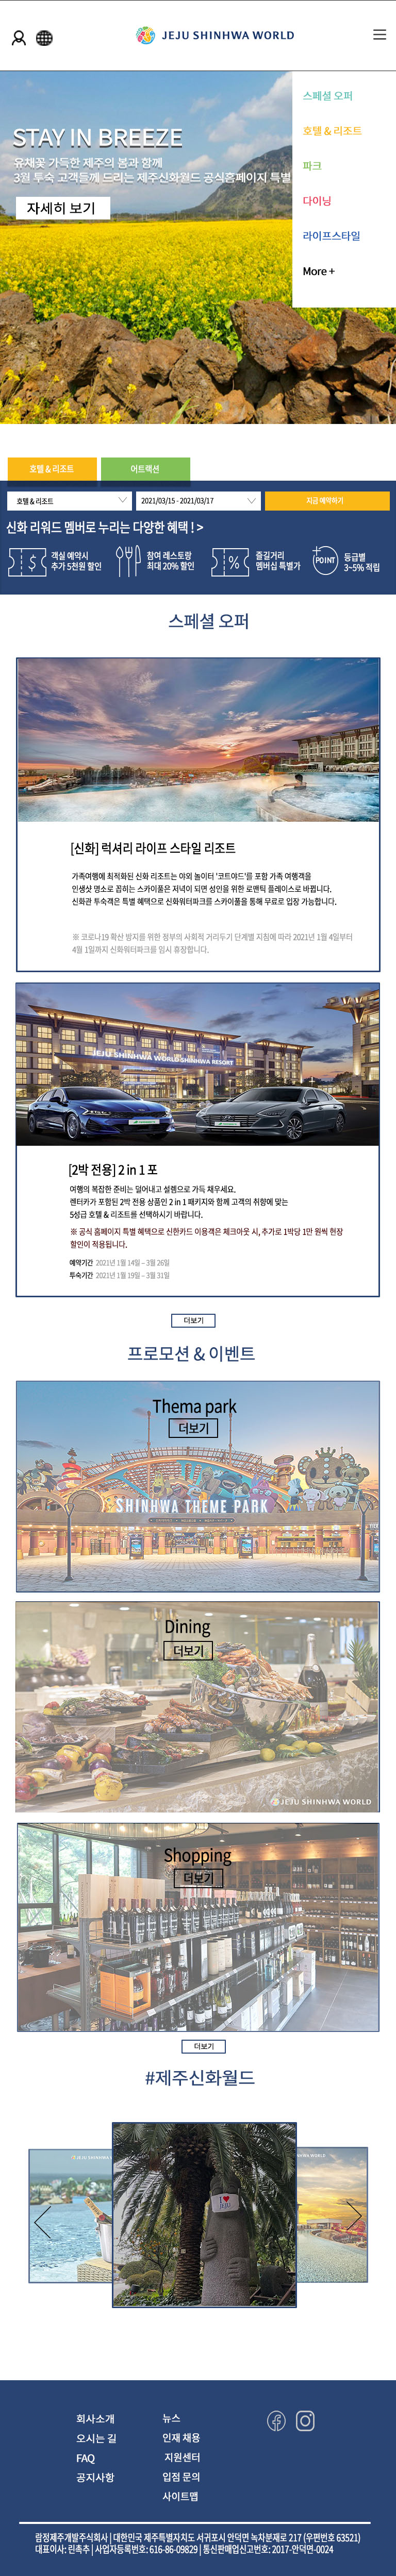 JEJU SHINHWA WORLD
스페셜 오퍼
호텔 & 리조트
파크
다이닝
라이프스타일
More +
STAY IN BREEZE
유채꽃 가득한 제주의 봄과 함께
3월 투숙 고객들께 드리는 제주신화월드 공식홈페이지 특별
자세히 보기
호텔 & 리조트
어트랙션
호텔 & 리조트
2021/03/15 - 2021/03/17
지금 예약하기
신화 리워드 멤버로 누리는 다양한 혜택 ! >
$
객실 예약시
추가 5천원 할인
참여 레스토랑
최대 20% 할인
%
즐길거리
멤버십 특별가
POINT
등급별
3~5% 적립
스페셜 오퍼
[신화] 럭셔리 라이프 스타일 리조트
가족여행에 최적화된 신화 리조트는 야외 놀이터 '코트야드'를 포함 가족 여행객을
인생샷 명소로 꼽히는 스카이풀은 저녁이 되면 성인을 위한 로맨틱 플레이스로 바뀝니다.
신화관 투숙객은 특별 혜택으로 신화워터파크를 스카이풀을 통해 무료로 입장 가능합니다.
※ 코로나19 확산 방지를 위한 정부의 사회적 거리두기 단계별 지침에 따라 2021년 1월 4일부터
4월 1일까지 신화워터파크를 임시 휴장합니다.
JEJU SHINHWA WORLD SHINHWA RESORT
[2박 전용] 2 in 1 포
여행의 복잡한 준비는 덜어내고 설렘으로 가득 채우세요.
렌터카가 포함된 2박 전용 상품인 2 in 1 패키지와 함께 고객의 취향에 맞는
5성급 호텔 & 리조트를 선택하시기 바랍니다.
※ 공식 홈페이지 특별 혜택으로 신한카드 이용객은 체크아웃 시, 추가로 1박당 1만 원씩 현장
할인이 적용됩니다.
예약기간 2021년 1월 14일 – 3월 26일
투숙기간 2021년 1월 19일 – 3월 31일
더보기
프로모션 & 이벤트
Thema park
더보기
SHINHWA THEME PARK
Dining
더보기
JEJU SHINHWA WORLD
Shopping
더보기
더보기
#제주신화월드
I ♥
JEJU
회사소개
오시는 길
FAQ
공지사항
뉴스
인재 채용
지원센터
입점 문의
사이트맵
람정제주개발주식회사 | 대한민국 제주특별자치도 서귀포시 안덕면 녹차분재로 217 (우편번호 63521)
대표이사: 린축추 | 사업자등록번호: 616-86-09829 | 통신판매업신고번호: 2017-안덕면-0024